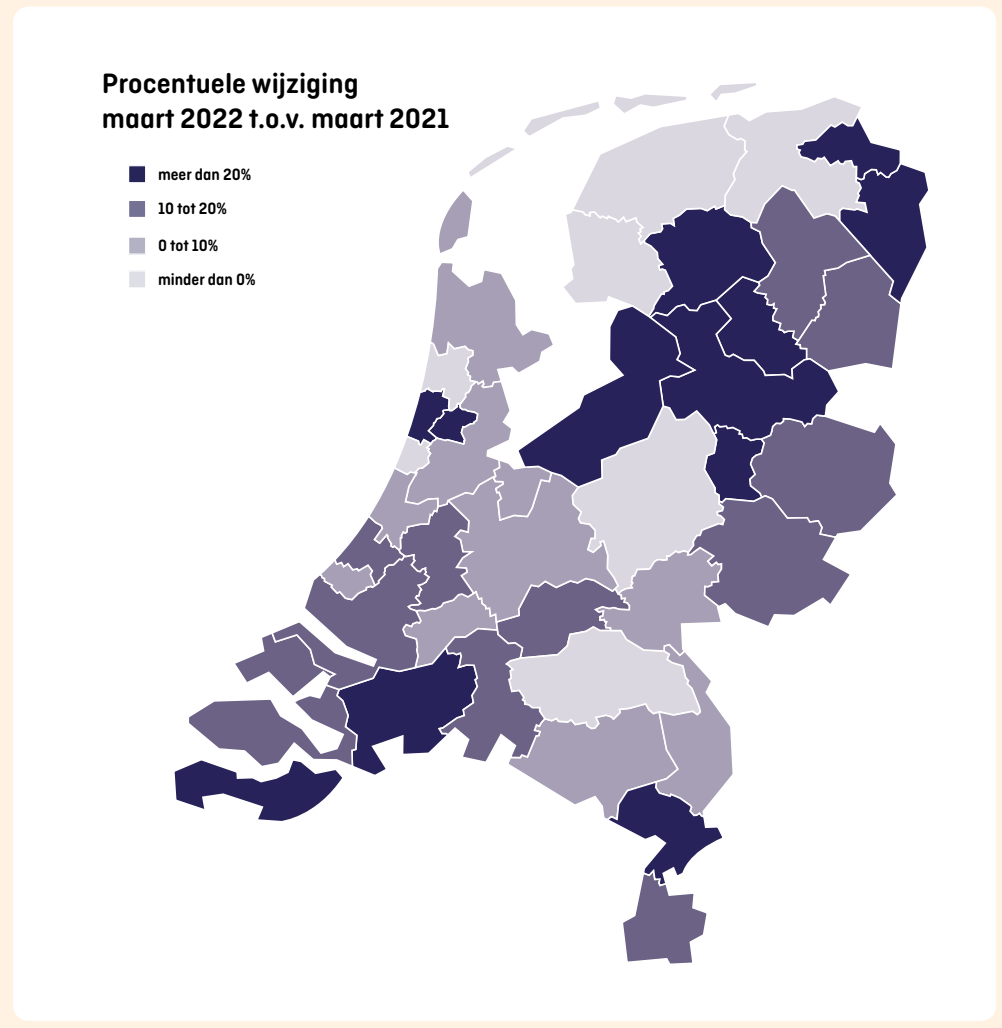 Procentuele wijziging
maart 2022 t.o.v. maart 2021
meer dan 20%
10 tot 20%
0 tot 10%
minder dan 0%